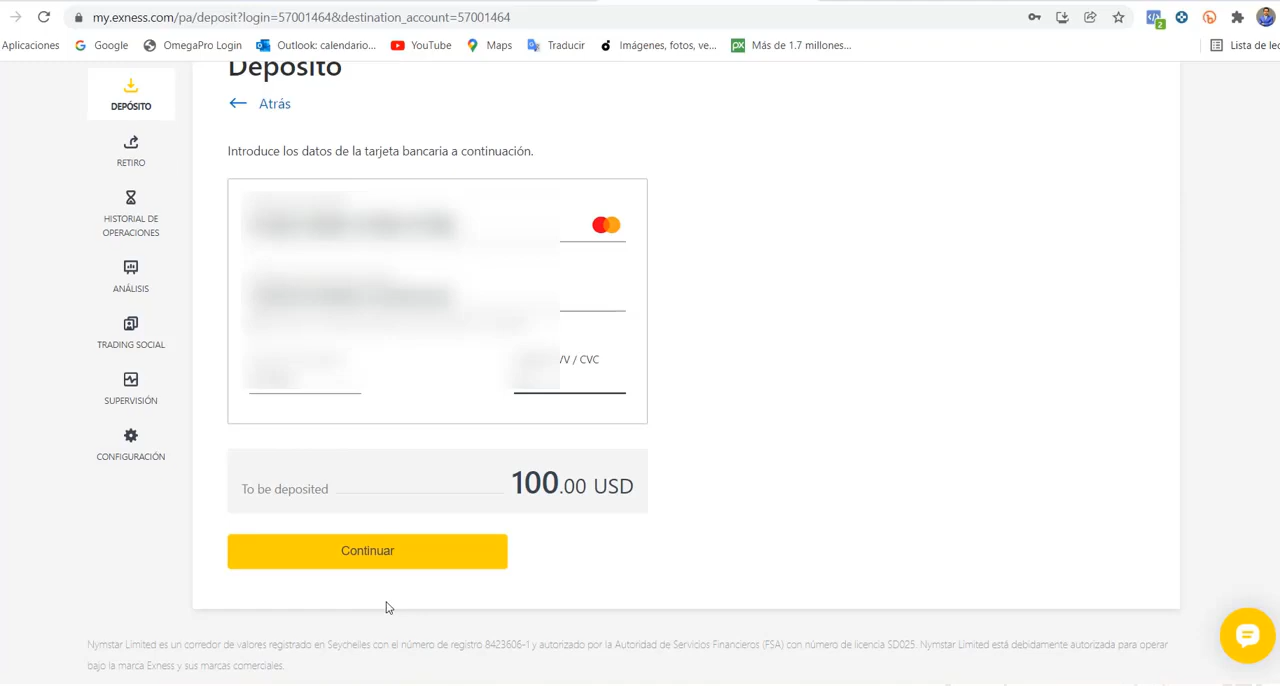 my.exness.com/pa/deposit?login=57001464&destination_account=57001464
2
Aplicaciones
Google
OmegaPro Login
Outlook: calendario...
YouTube
Maps
Traducir
Imágenes, fotos, ve...
px
Más de 1.7 millones...
Lista de lec
Depósito
DEPÓSITO
Atrás
RETIRO
Introduce los datos de la tarjeta bancaria a continuación.
HISTORIAL DE
OPERACIONES
ANÁLISIS
TRADING SOCIAL
VV / CVC
SUPERVISIÓN
CONFIGURACIÓN
To be deposited
100.00 USD
Continuar
Nymstar Limited es un corredor de valores registrado en Seychelles con el número de registro 8423606-1 y autorizado por la Autoridad de Servicios Financieros (FSA) con número de licencia SD025. Nymstar Limited está debidamente autorizada para operar
bajo la marca Exness y sus marcas comerciales.